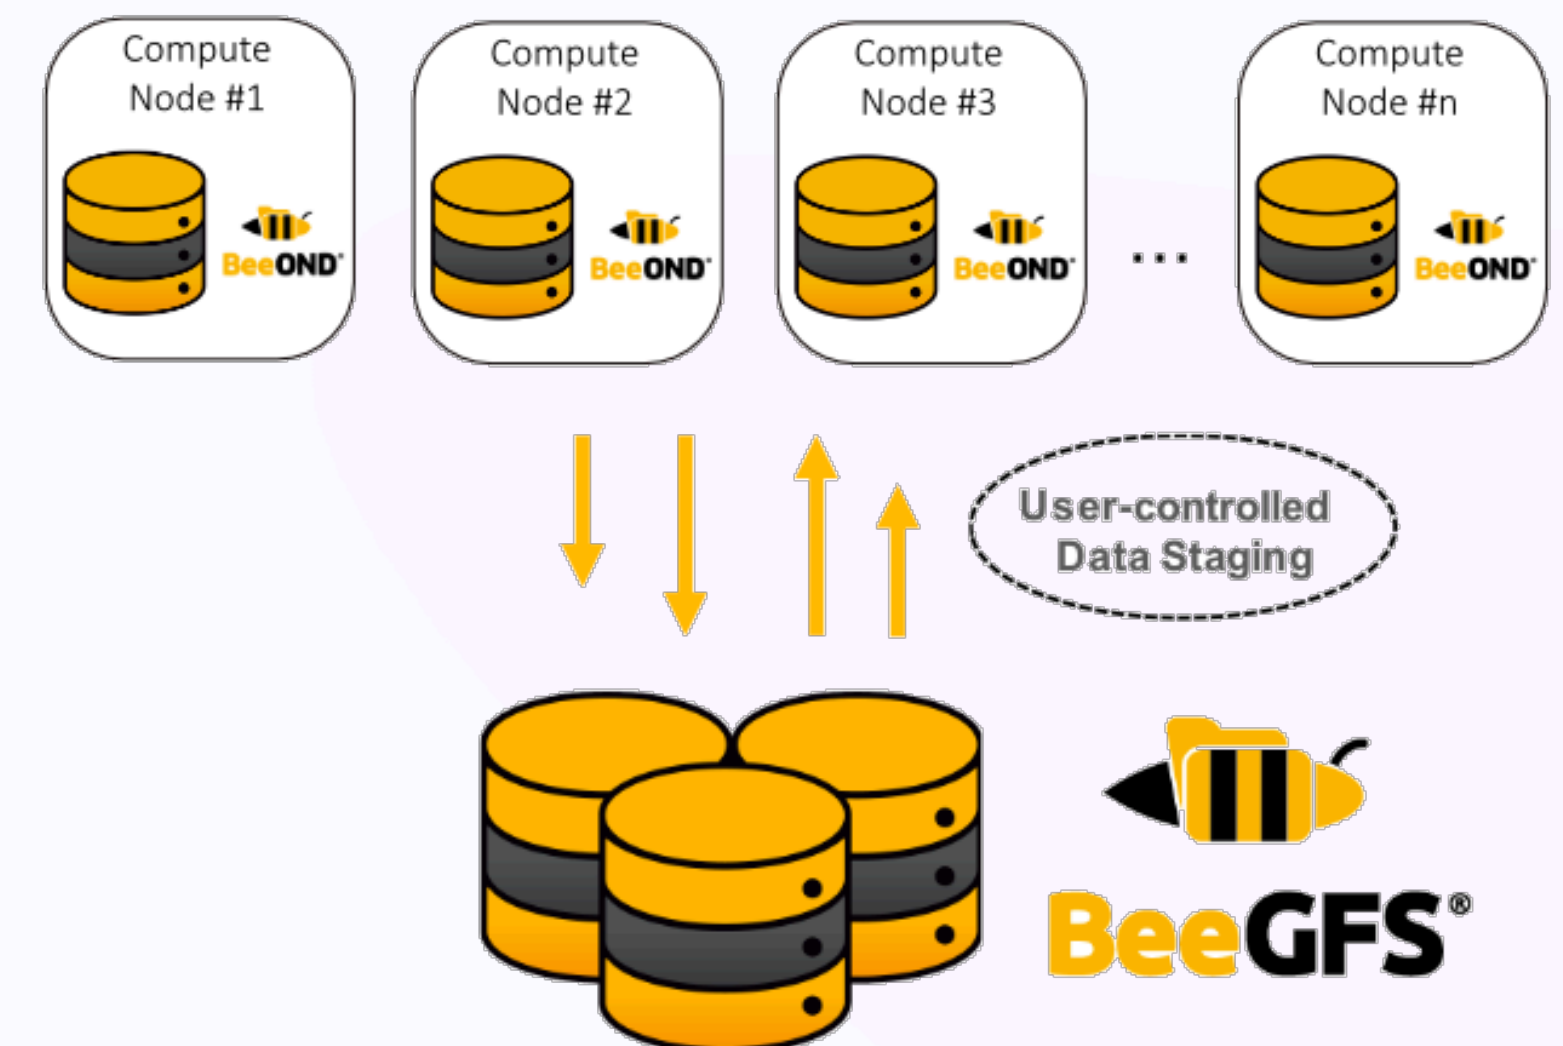 Compute
Node #1
BeeOND®
Compute
Node #2
BeeOND®
Compute
Node #3
BeeOND®
...
Compute
Node #n
BeeOND®
User-controlled
Data Staging
BeeGFS®